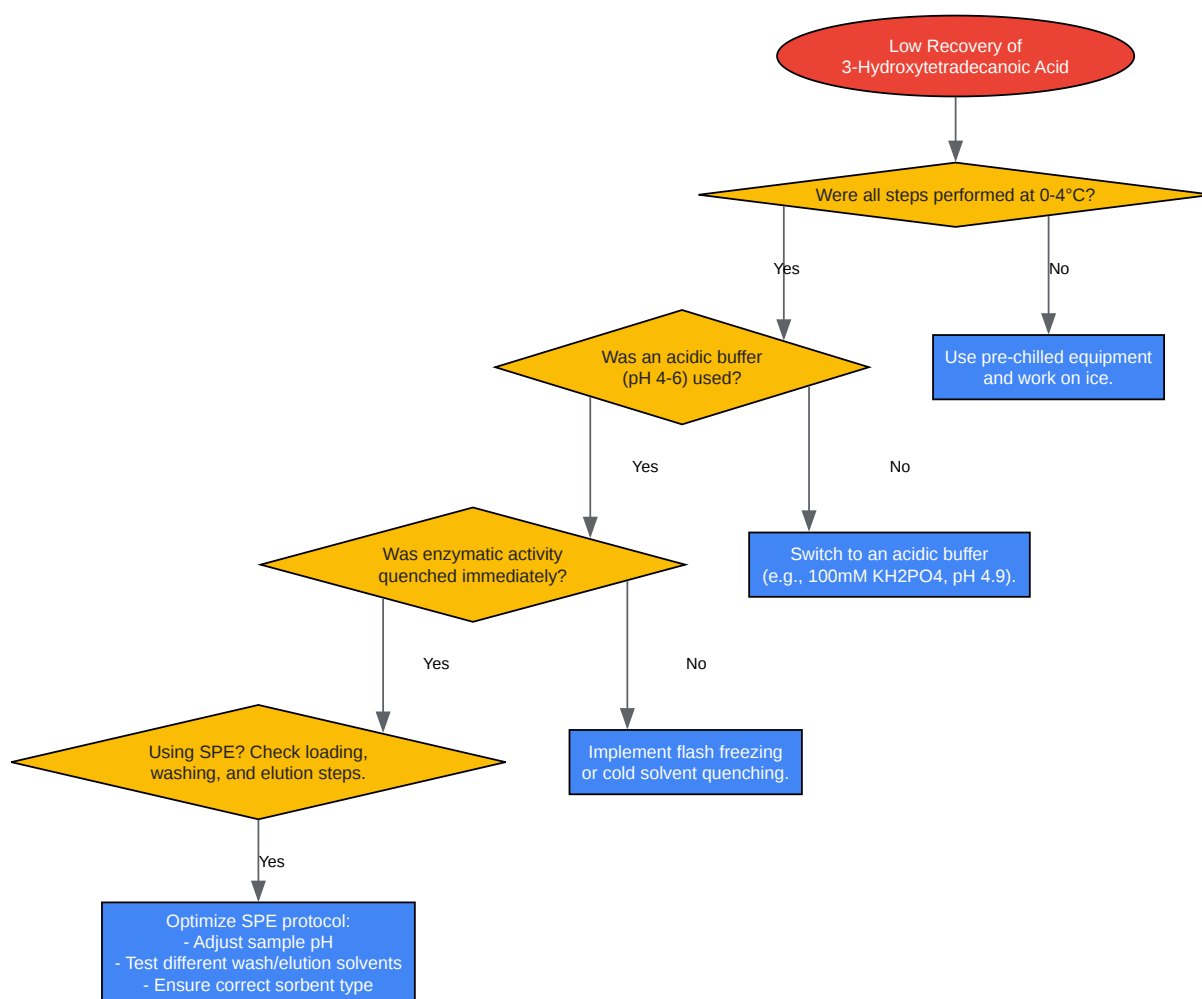 Low Recovery of
3-Hydroxytetradecanoic Acid
Were all steps performed at 0-4°C?
Yes
No
Was an acidic buffer
(pH 4-6) used?
Use pre-chilled equipment
and work on ice.
Yes
No
Was enzymatic activity
quenched immediately?
Switch to an acidic buffer
(e.g., 100mM KH2PO4, pH 4.9).
Yes
No
Using SPE? Check loading,
washing, and elution steps.
Implement flash freezing
or cold solvent quenching.
Yes
Optimize SPE protocol:
- Adjust sample pH
- Test different wash/elution solvents
- Ensure correct sorbent type